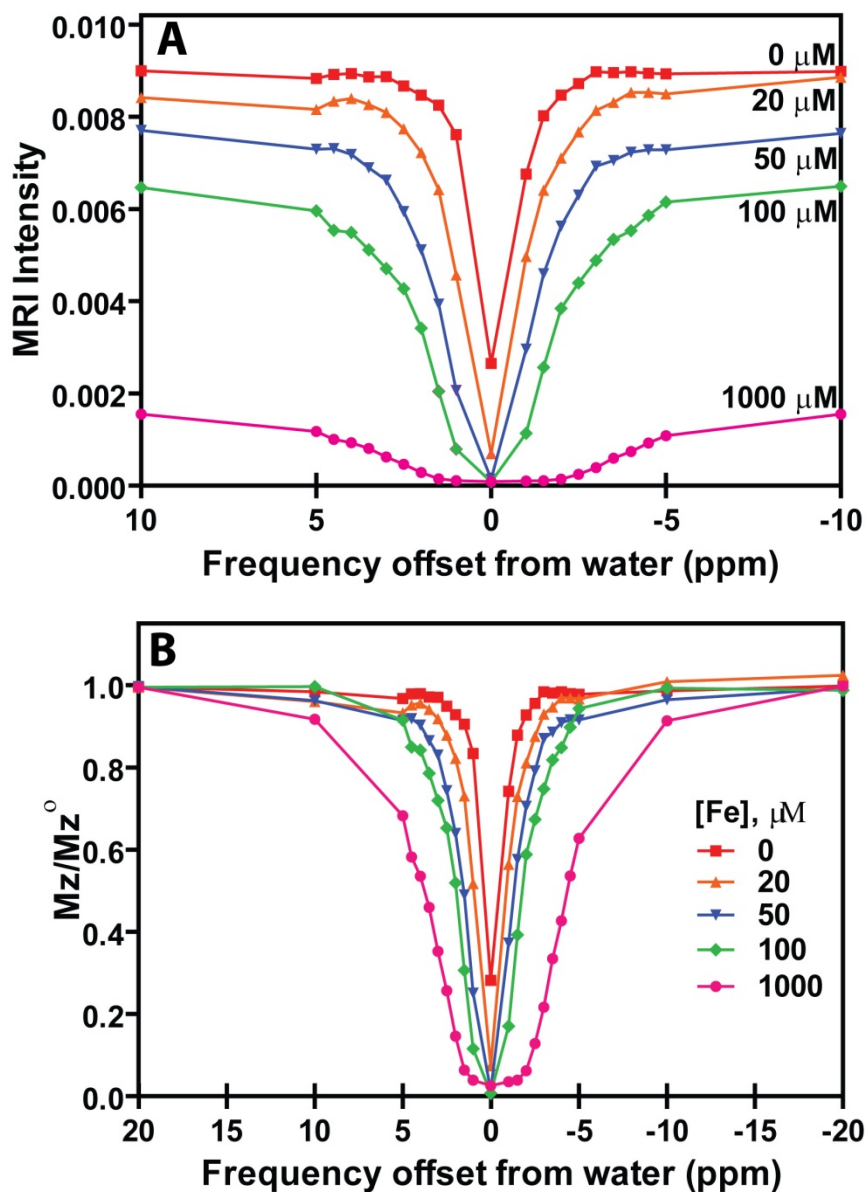 A
0.010
0.008
0.006
0.004
0.002
0.000
MRI Intensity
0 μM
20 μM
50 μM
100 μM
1000 μM
10 5 0 -5 -10
Frequency offset from water (ppm)
B
1.0
0.8
0.6
0.4
0.2
0.0
Mz/Mz°
[Fe], μM
0
20
50
100
1000
20 15 10 5 0 -5 -10 -15 -20
Frequency offset from water (ppm)